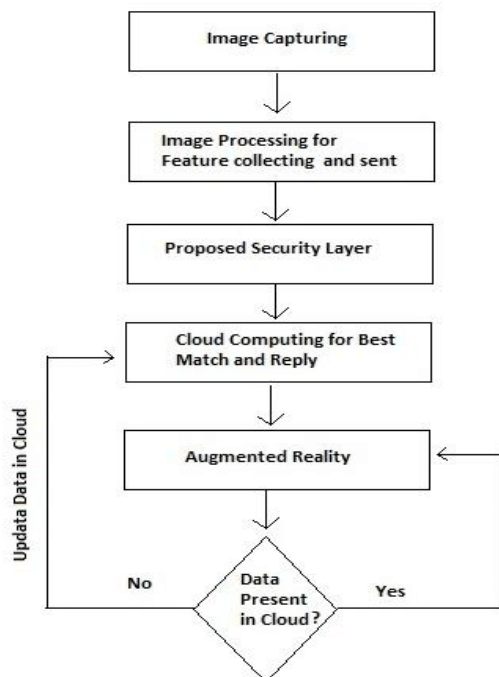 Image Capturing
Image Processing for
Feature collecting and sent
Proposed Security Layer
Cloud Computing for Best
Match and Reply
Augmented Reality
Updata Data in Cloud
No
Data
Present
in Cloud?
Yes